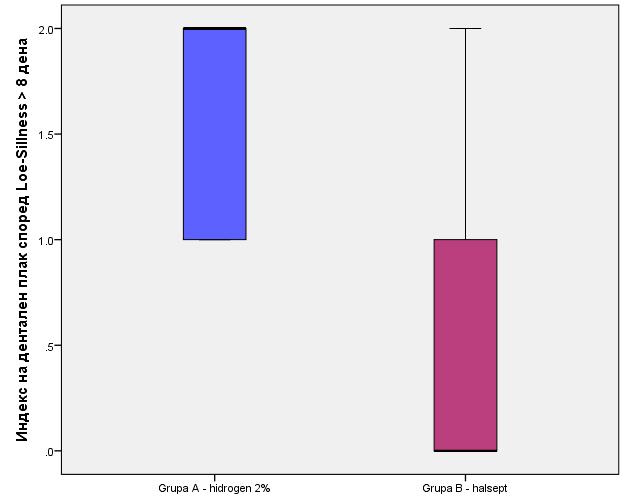 Индекс на дентален плак според Loe-Sillness > 8 дена
2.0
1.5
1.0
.5
.0
Grupa A - hidrogen 2%
Grupa B - halsept